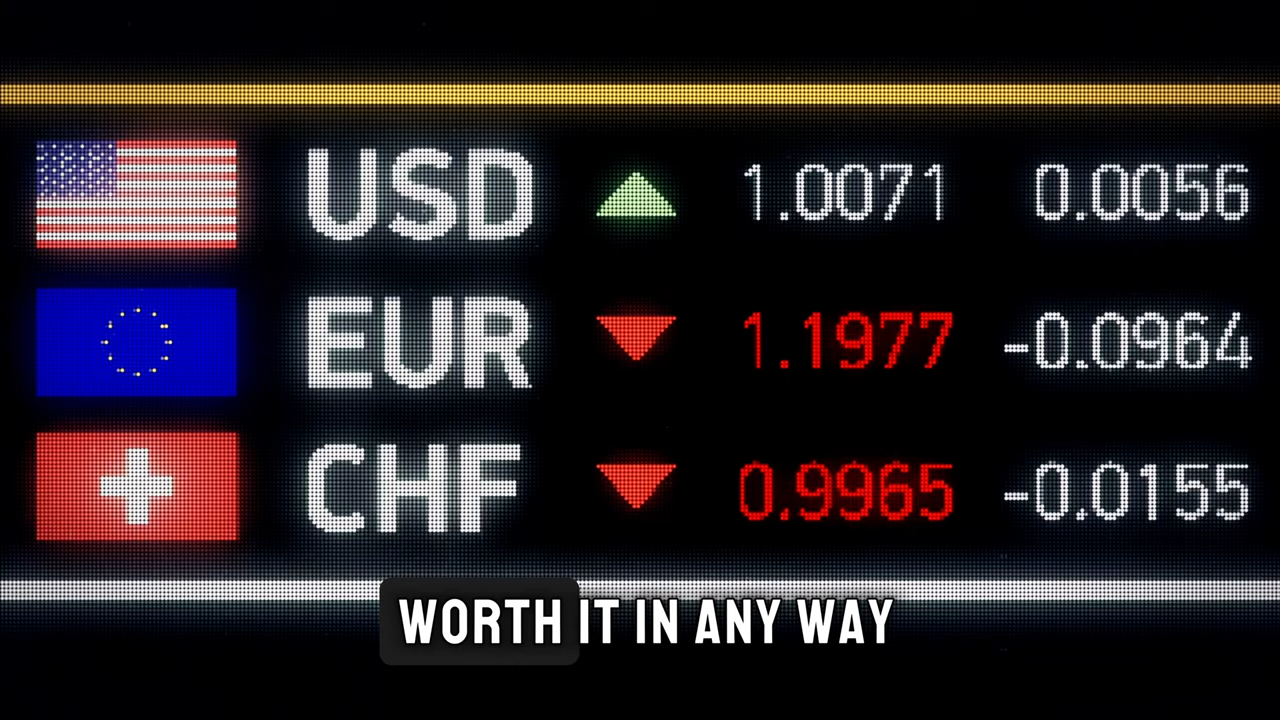 USD 1.0071 0.0056
EUR 1.1977 -0.0964
CHF 0.9965 -0.0155
WORTH IT IN ANY WAY